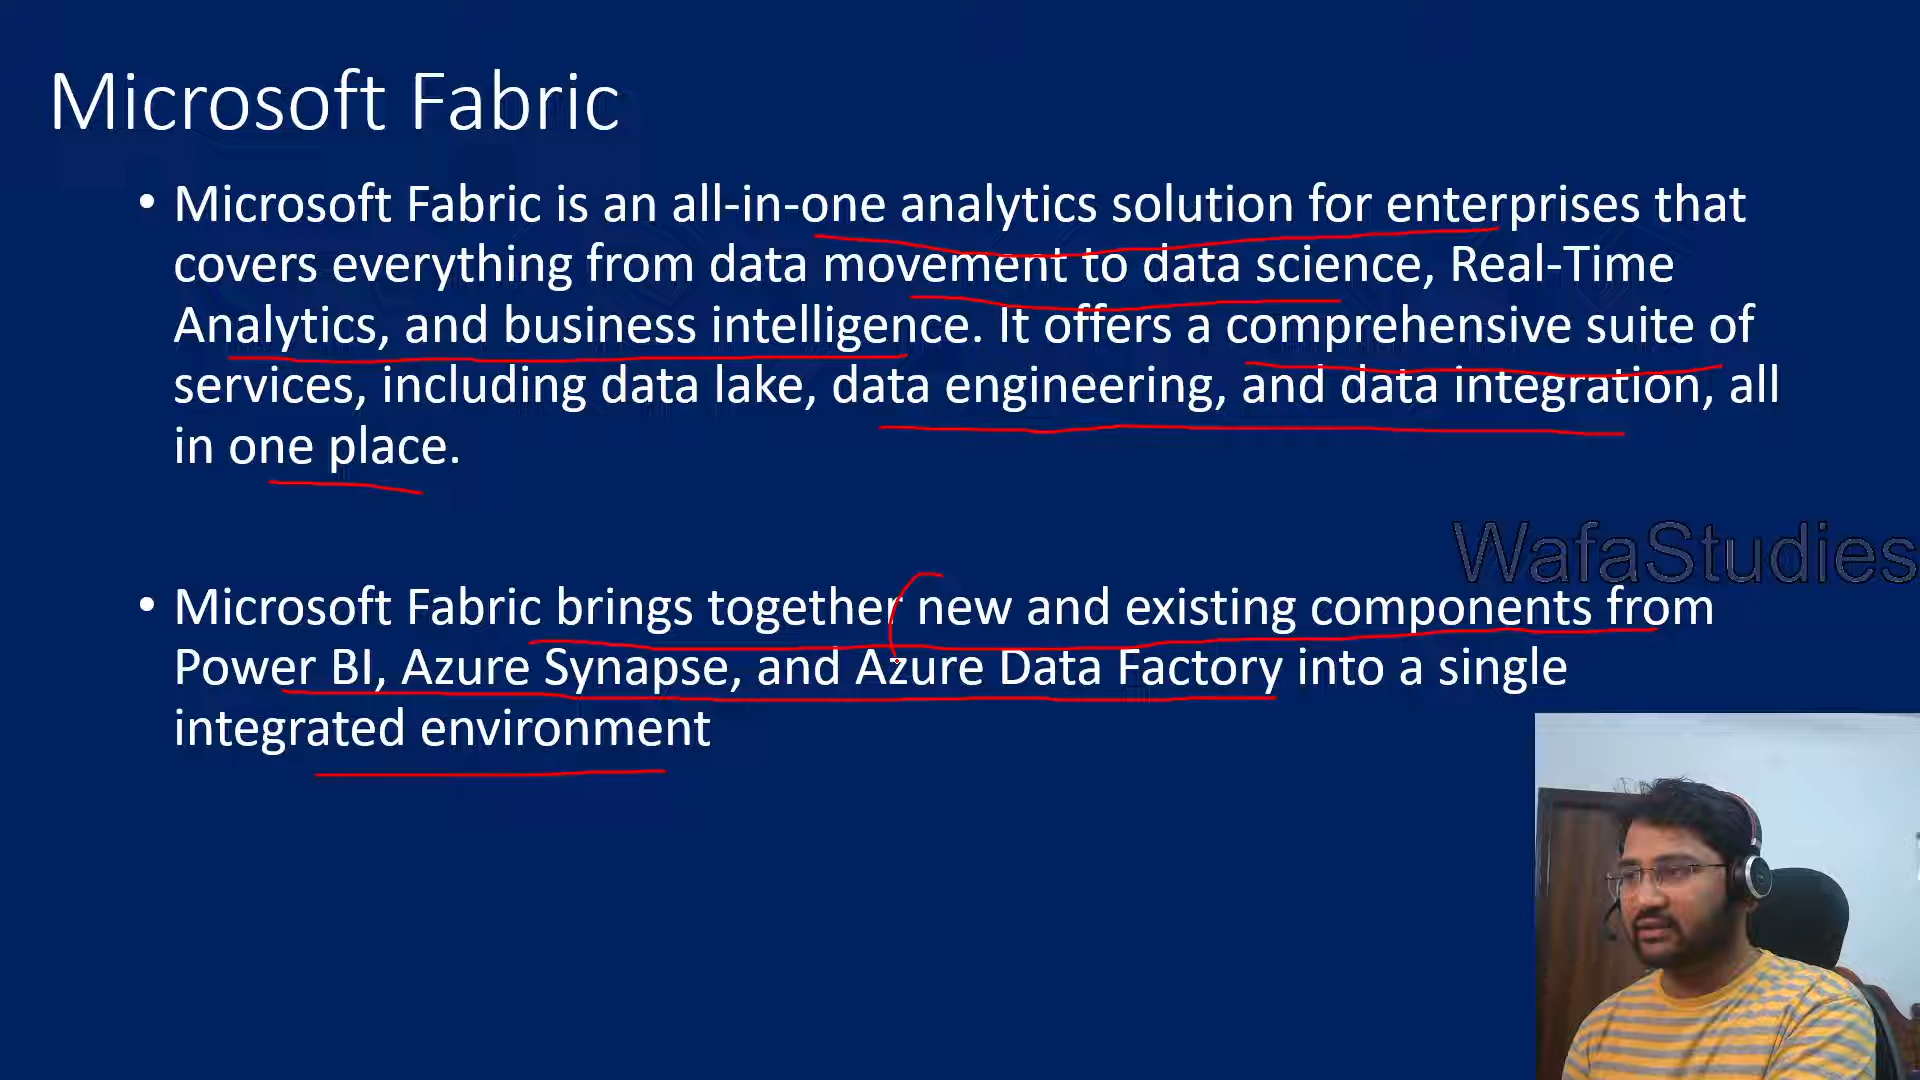 Microsoft Fabric
• Microsoft Fabric is an all-in-one analytics solution for enterprises that
covers everything from data movement to data science, Real-Time
Analytics, and business intelligence. It offers a comprehensive suite of
services, including data lake, data engineering, and data integration, all
in one place.
WafaStudies
• Microsoft Fabric brings together new and existing components from
Power BI, Azure Synapse, and Azure Data Factory into a single
integrated environment